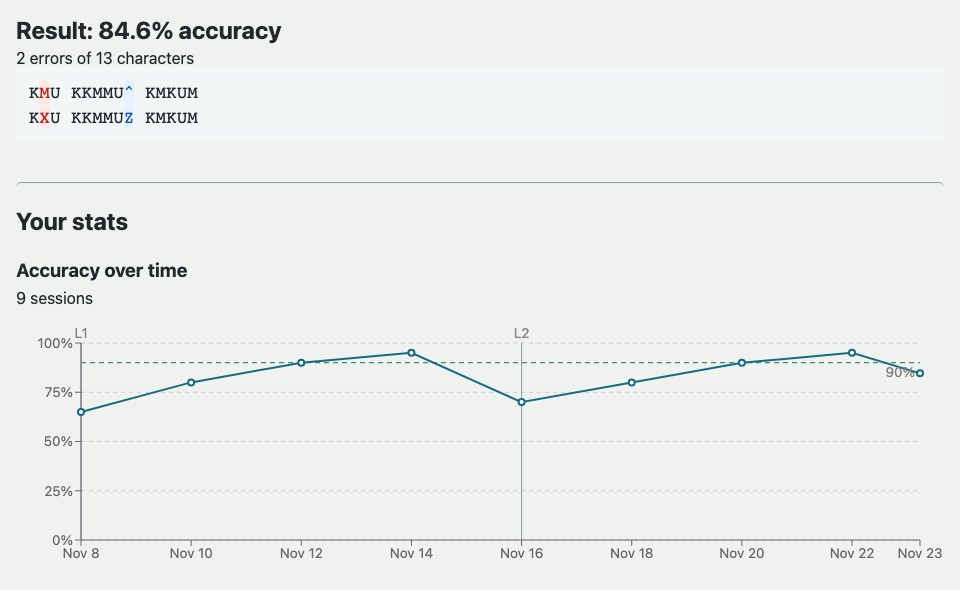 Result: 84.6% accuracy
2 errors of 13 characters
KMU KKMMU^ KMKUM
KXU KKMMUZ KMKUM
Your stats
Accuracy over time
9 sessions
L1 L2
100%
90%
75%
50%
25%
0%
Nov 8 Nov 10 Nov 12 Nov 14 Nov 16 Nov 18 Nov 20 Nov 22 Nov 23